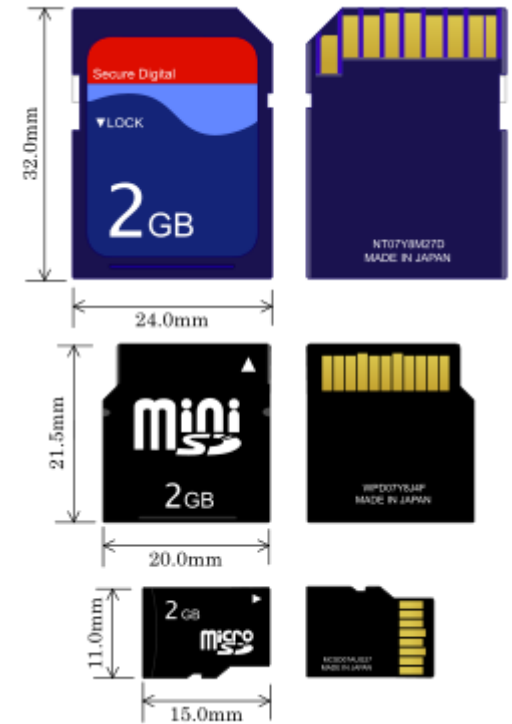 32.0mm
Secure Digital
▼LOCK
2GB
24.0mm
NT07Y8M27D
MADE IN JAPAN
21.5mm
mini
SD
2GB
20.0mm
WPD07Y8J4P
MADE IN JAPAN
11.0mm
2GB
micro
SD
15.0mm
MADE IN JAPAN